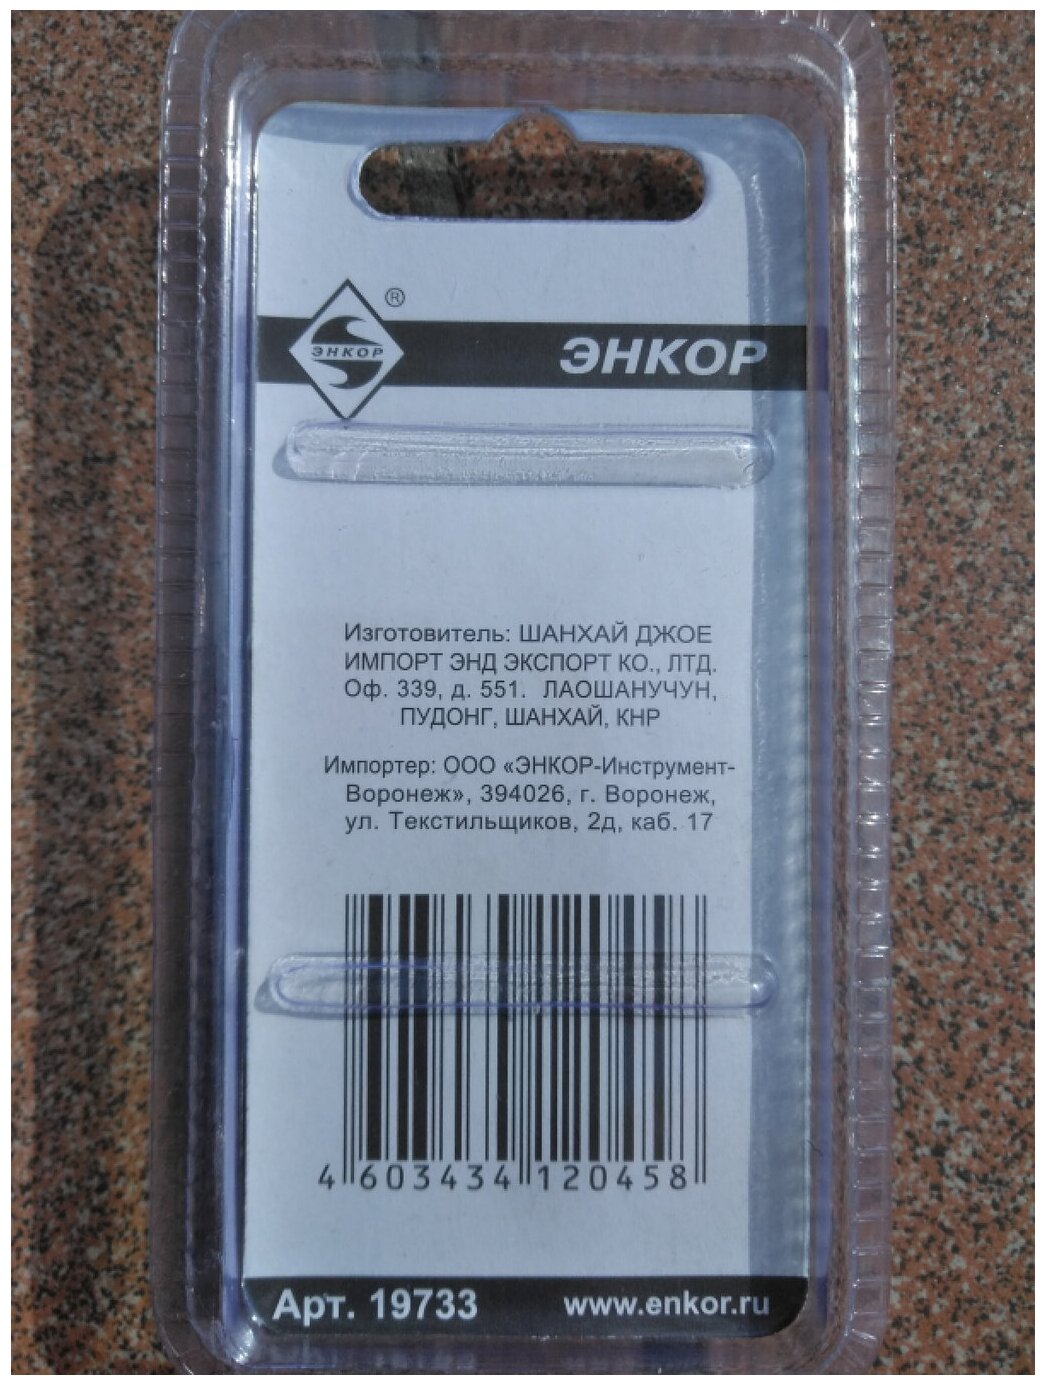 ЭНКОР ®
ЭНКОР
Изготовитель: ШАНХАЙ ДЖОЕ
ИМПОРТ ЭНД ЭКСПОРТ КО., ЛТД.
Оф. 339, д. 551. ЛАОШАНУЧУН,
ПУДОНГ, ШАНХАЙ, КНР
Импортер: ООО «ЭНКОР-Инструмент-
Воронеж», 394026, г. Воронеж,
ул. Текстильщиков, 2д, каб. 17
4 603434 120458
Арт. 19733 www.enkor.ru